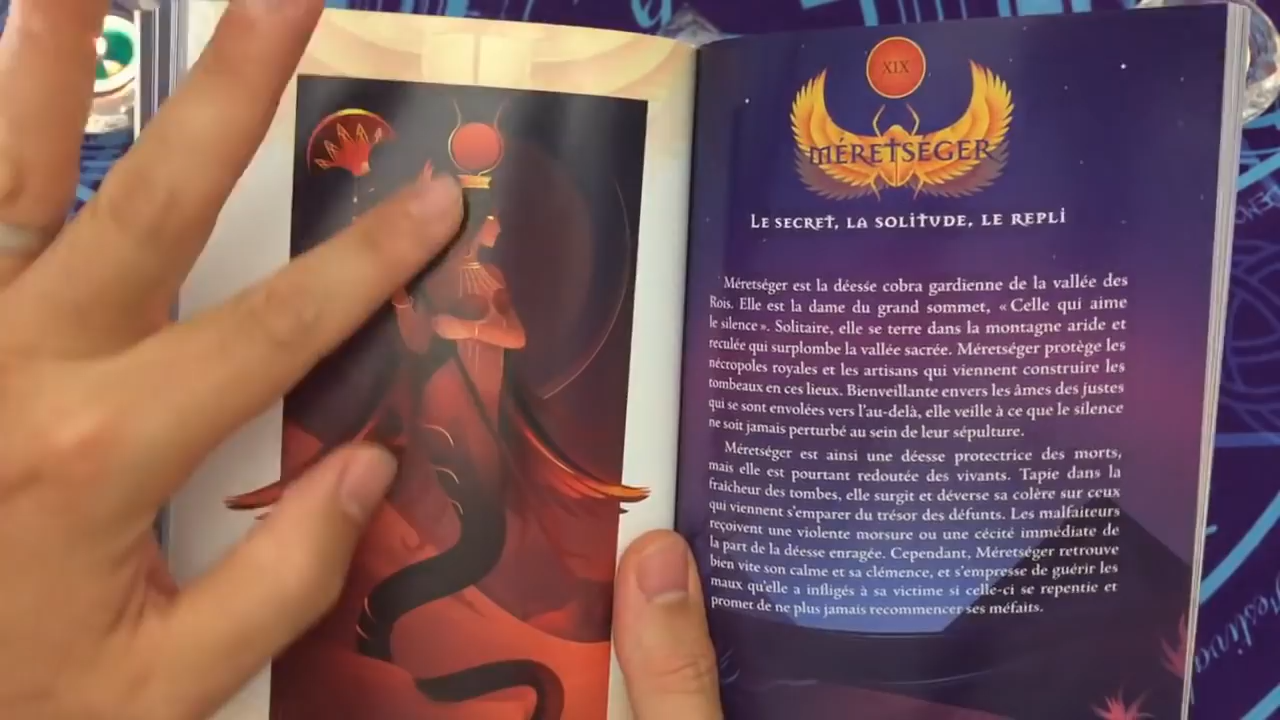 XIX
MÉRETSÉGER
LE SECRET, LA SOLITUDE, LE REPLI
Méretséger est la déesse cobra gardienne de la vallée des
Rois. Elle est la dame du grand sommet, « Celle qui aime
le silence ». Solitaire, elle se terre dans la montagne aride et
reculée qui surplombe la vallée sacrée. Méretséger protège les
nécropoles royales et les artisans qui viennent construire les
tombeaux en ces lieux. Bienveillante envers les âmes des justes
qui se sont envolées vers l'au-delà, elle veille à ce que le silence
ne soit jamais perturbé au sein de leur sépulture.
Méretséger est ainsi une déesse protectrice des morts,
mais elle est pourtant redoutée des vivants. Tapie dans la
fraîcheur des tombes, elle surgit et déverse sa colère sur ceux
qui viennent s'emparer du trésor des défunts. Les malfaiteurs
reçoivent une violente morsure ou une cécité immédiate de
la part de la déesse enragée. Cependant, Méretséger retrouve
bien vite son calme et sa clémence, et s'empresse de guérir les
maux qu'elle a infligés à sa victime si celle-ci se repentie et
promet de ne plus jamais recommencer ses méfaits.